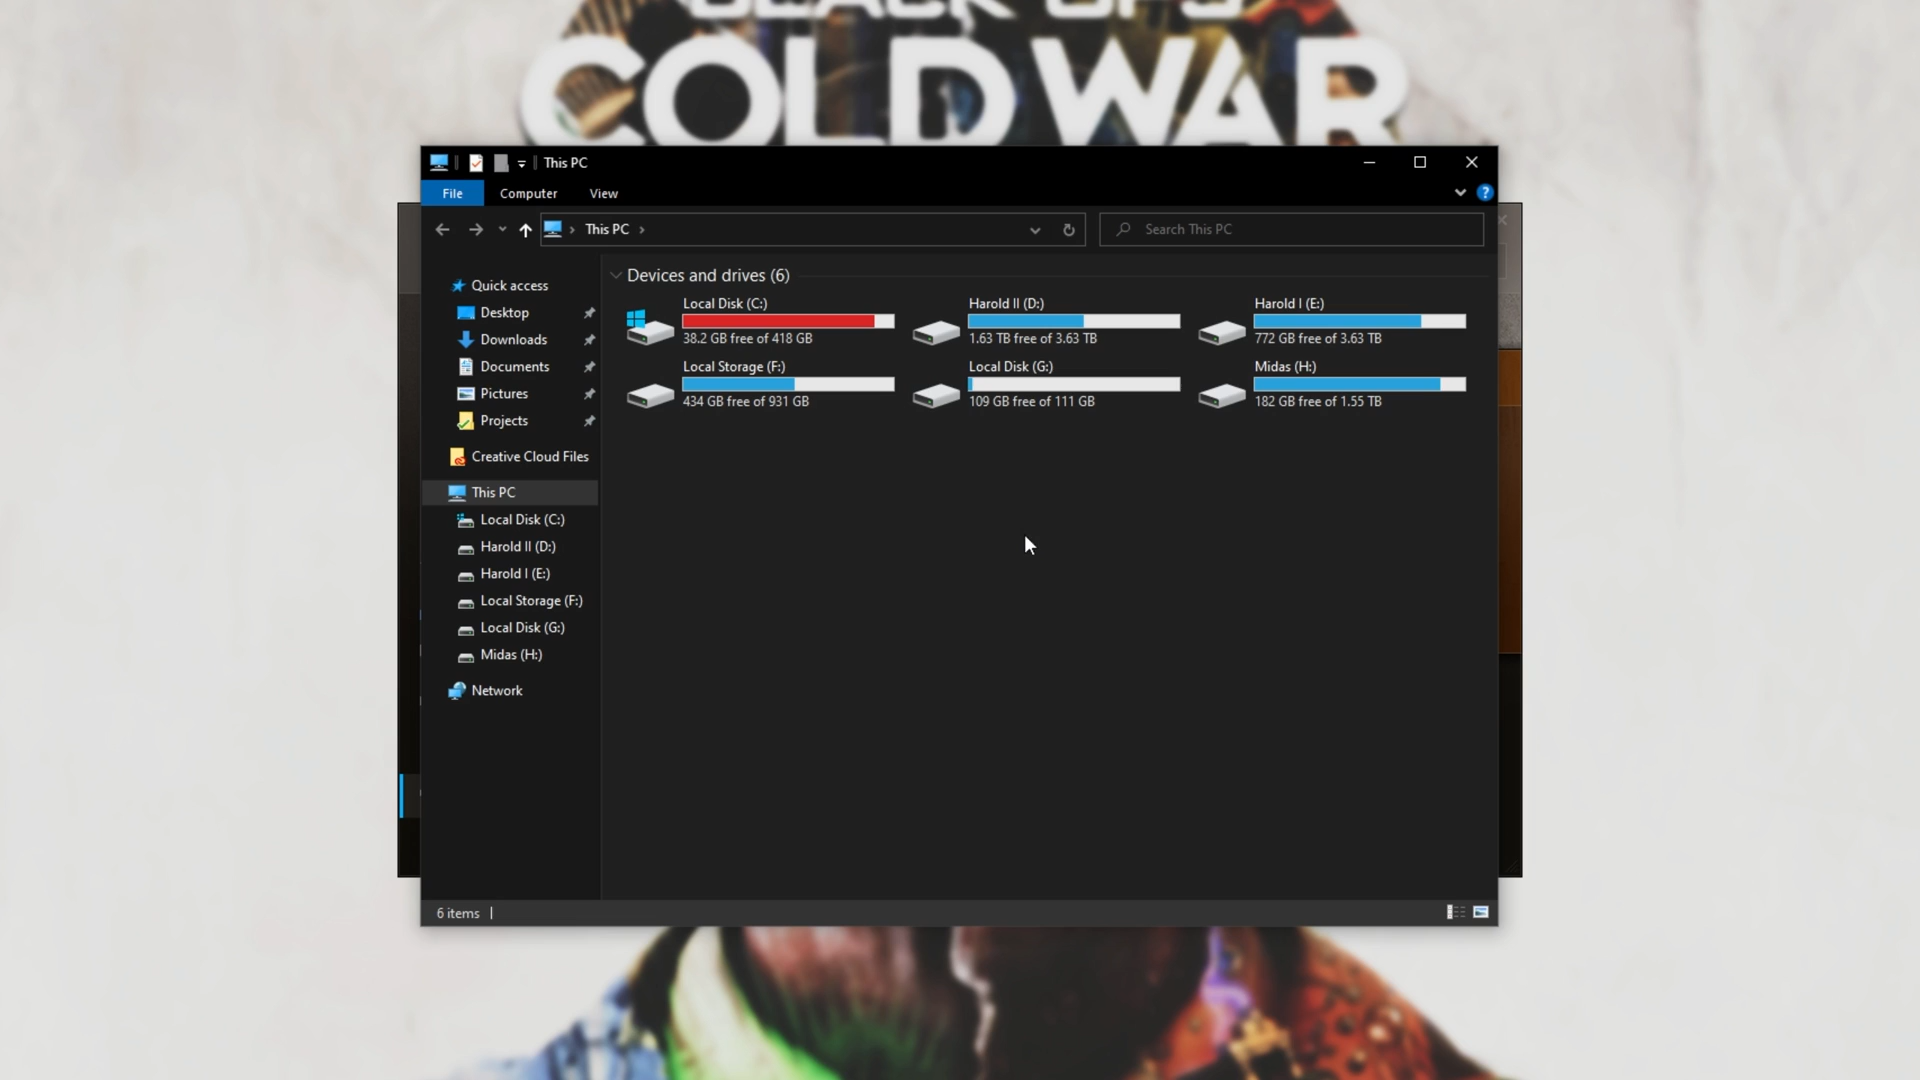 BLACK OPS
COLD WAR
This PC
File
Computer
View
This PC
Search This PC
Quick access
Desktop
Downloads
Documents
Pictures
Projects
Creative Cloud Files
This PC
Local Disk (C:)
Harold II (D:)
Harold I (E:)
Local Storage (F:)
Local Disk (G:)
Midas (H:)
Network
Devices and drives (6)
Local Disk (C:)
38.2 GB free of 418 GB
Harold II (D:)
1.63 TB free of 3.63 TB
Harold I (E:)
772 GB free of 3.63 TB
Local Storage (F:)
434 GB free of 931 GB
Local Disk (G:)
109 GB free of 111 GB
Midas (H:)
182 GB free of 1.55 TB
6 items